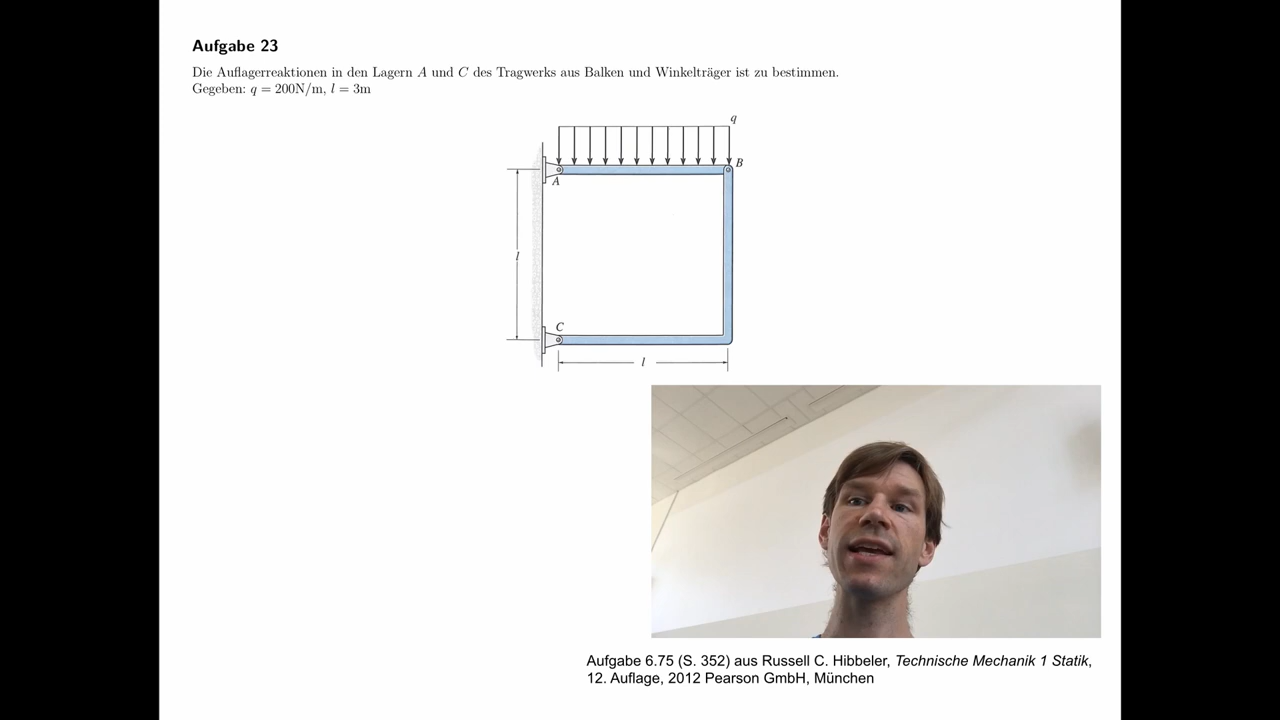 Aufgabe 23
Die Auflagerreaktionen in den Lagern A und C des Tragwerks aus Balken und Winkelträger ist zu bestimmen.
Gegeben: q = 200N/m, l = 3m
q
B
A
l
C
l
Aufgabe 6.75 (S. 352) aus Russell C. Hibbeler, Technische Mechanik 1 Statik,
12. Auflage, 2012 Pearson GmbH, München